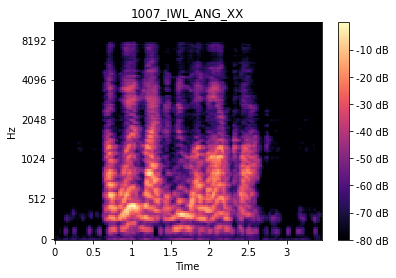 1007_IWL_ANG_XX
8192
4096
2048
1024
512
0
Hz
0 0.5 1 1.5 2 2.5 3
Time
-10 dB
-20 dB
-30 dB
-40 dB
-50 dB
-60 dB
-70 dB
-80 dB